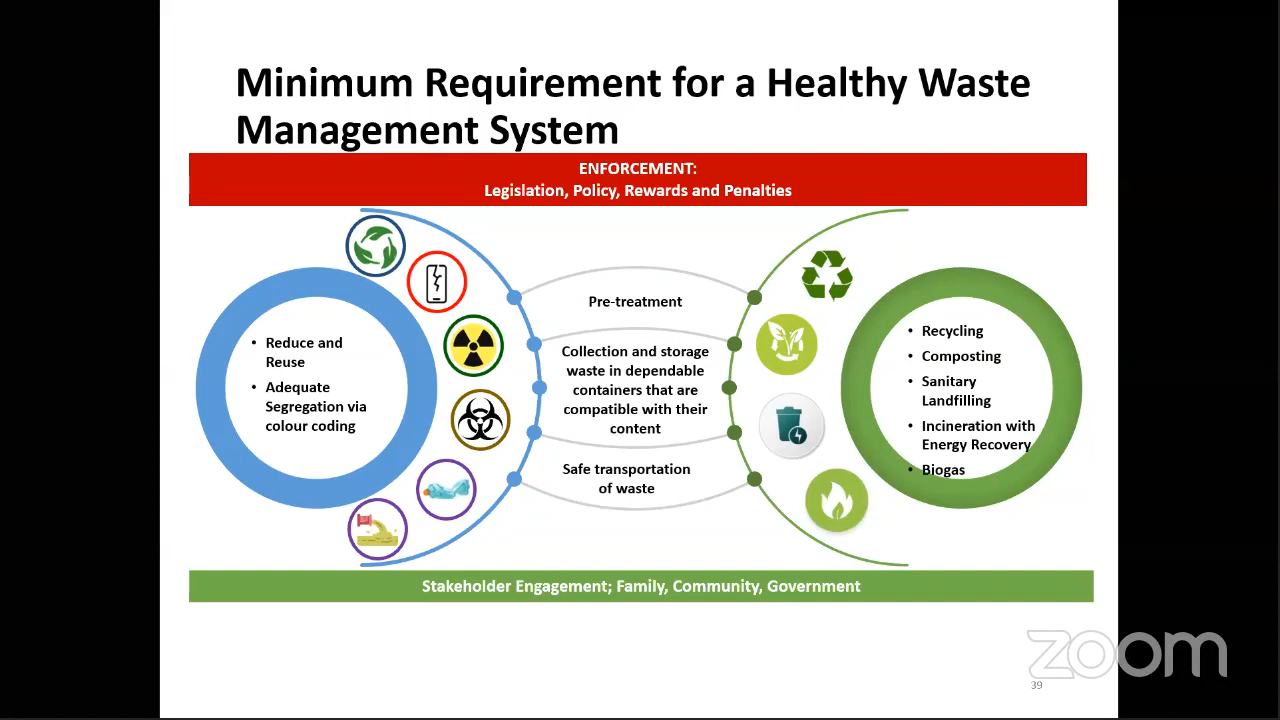 Minimum Requirement for a Healthy Waste
Management System
ENFORCEMENT:
Legislation, Policy, Rewards and Penalties
• Reduce and
Reuse
• Adequate
Segregation via
colour coding
Pre-treatment
Collection and storage
waste in dependable
containers that are
compatible with their
content
Safe transportation
of waste
• Recycling
• Composting
• Sanitary
Landfilling
• Incineration with
Energy Recovery
• Biogas
Stakeholder Engagement; Family, Community, Government
zoom
39